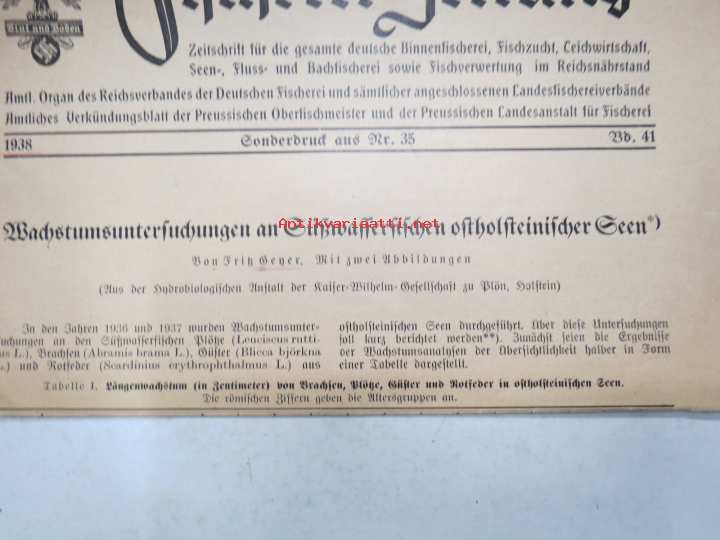 Blut und Boden
Zeitung
Zeitschrift für die gesamte deutsche Binnenfischerei, Fischzucht, Teichwirtschaft,
Seen-, Fluss- und Bachfischerei sowie Fischverwertung im Reichsnährstand
Amtl. Organ des Reichsverbandes der Deutschen Fischerei und sämtlicher angeschlossenen Landesfischereiverbände
Amtliches Verkündungsblatt der Preussischen Oberfischmeister und der Preussischen Landesanstalt für Fischerei
1938 Sonderdruck aus Nr. 35 Bd. 41
Antikvariaatti.net
Wachstumsuntersuchungen an Süßwasserfischen ostholsteinischer Seen*)
Von Fritz Geyer. Mit zwei Abbildungen
(Aus der Hydrobiologischen Anstalt der Kaiser-Wilhelm-Gesellschaft zu Plön, Holstein)
In den Jahren 1936 und 1937 wurden Wachstumsunter-
suchungen an den Süßwasserfischen Plötze (Leuciscus ruti-
us L.), Brachsen (Abramis brama L.), Güster (Blicca björkna
L.) und Rotfeder (Scardinius erythrophthalmus L.) aus
ostholsteinischen Seen durchgeführt. Über diese Untersuchungen
soll kurz berichtet werden**). Zunächst seien die Ergebnisse
der Wachstumsanalysen der Übersichtlichkeit halber in Form
einer Tabelle dargestellt.
Tabelle I. Längenwachstum (in Zentimeter) von Brachsen, Plötze, Güster und Rotfeder in ostholsteinischen Seen.
Die römischen Ziffern geben die Altersgruppen an.